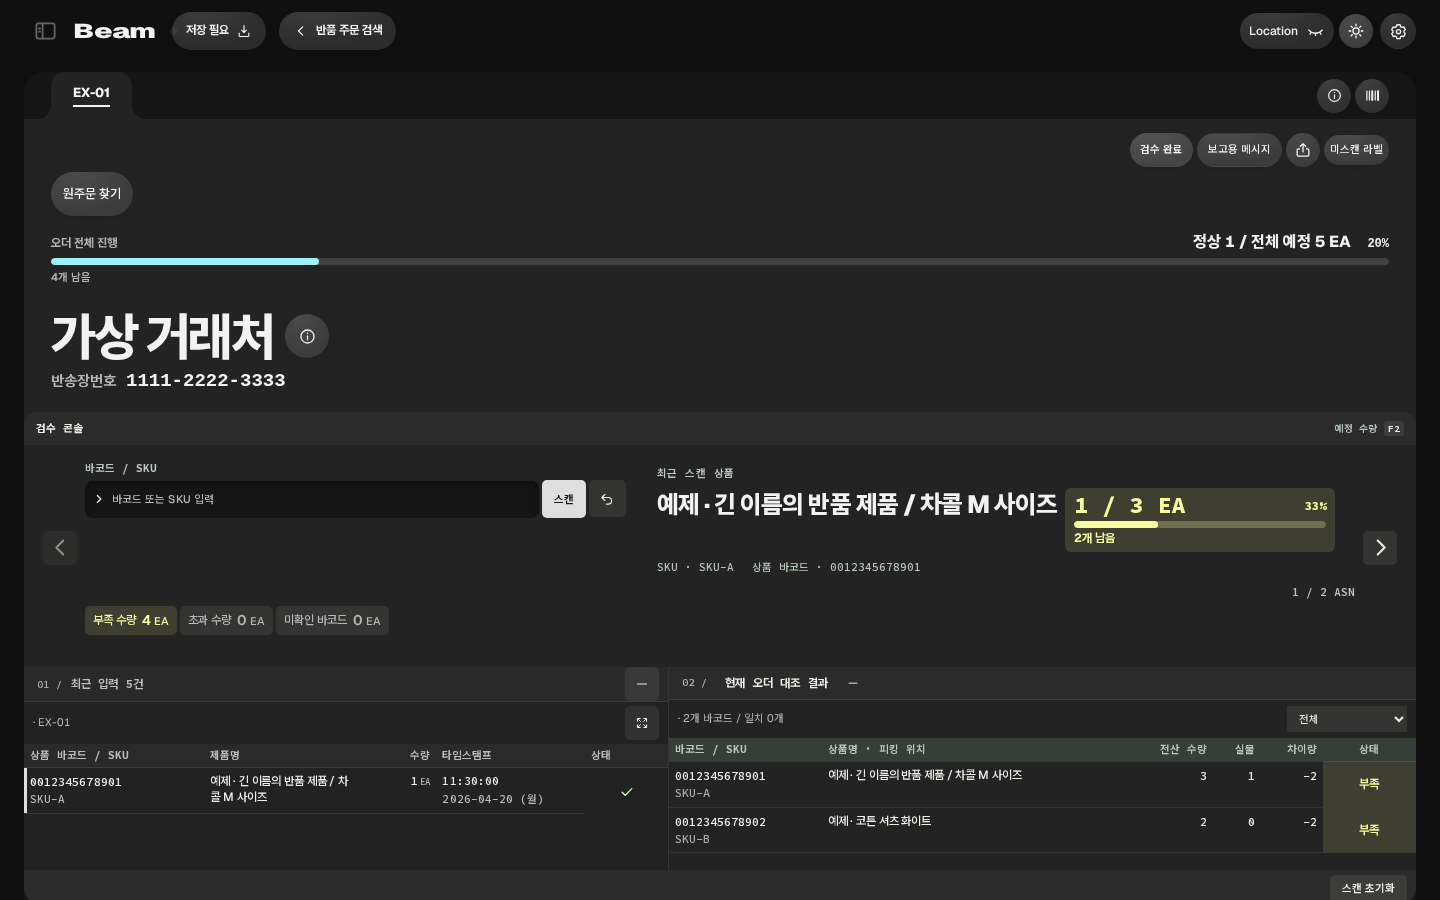 Beam 저장 필요 반품 주문 검색 Location
EX-01
검수 완료 보고용 메시지 미스캔 라벨
원주문 찾기
오더 전체 진행 정상 1 / 전체 예정 5 EA 20%
4개 남음
가상 거래처
반송장번호 1111-2222-3333
검수 콘솔 예정 수량 F2
바코드 / SKU
바코드 또는 SKU 입력 스캔
최근 스캔 상품
예제 · 긴 이름의 반품 제품 / 차콜 M 사이즈 1 / 3 EA 33%
2개 남음
SKU · SKU-A 상품 바코드 · 0012345678901
1 / 2 ASN
부족 수량 4 EA 초과 수량 0 EA 미확인 바코드 0 EA
01 / 최근 입력 5건
· EX-01
상품 바코드 / SKU 제품명 수량 타임스탬프 상태
0012345678901 예제 · 긴 이름의 반품 제품 / 차 1 EA 11:30:00
SKU-A 콜 M 사이즈 2026-04-20 (월)
02 / 현재 오더 대조 결과
· 2개 바코드 / 일치 0개 전체
바코드 / SKU 상품명 · 피킹 위치 전산 수량 실물 차이량 상태
0012345678901 예제 · 긴 이름의 반품 제품 / 차콜 M 사이즈 3 1 -2 부족
SKU-A
0012345678902 예제 · 코튼 셔츠 화이트 2 0 -2 부족
SKU-B
스캔 초기화